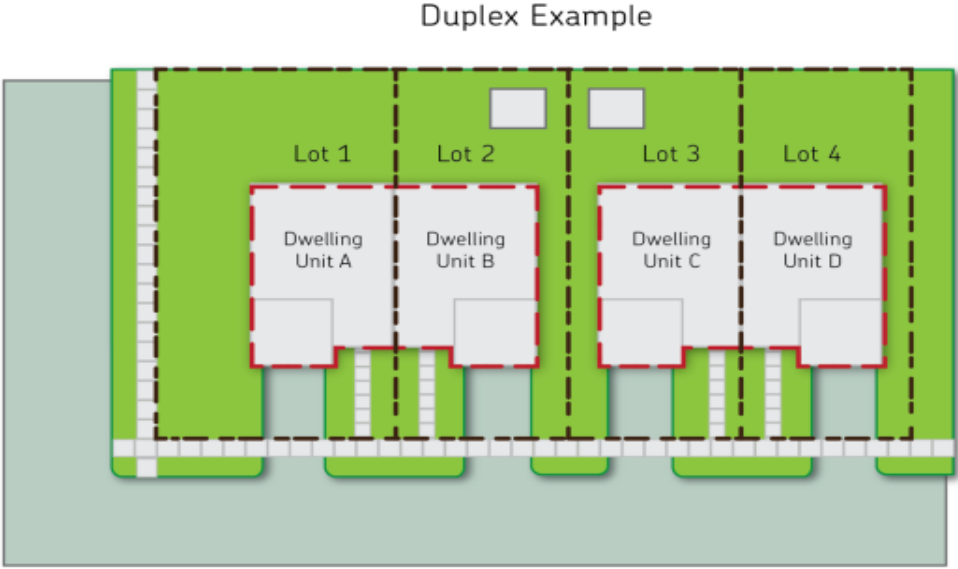 Duplex Example
Lot 1
Lot 2
Lot 3
Lot 4
Dwelling
Unit A
Dwelling
Unit B
Dwelling
Unit C
Dwelling
Unit D